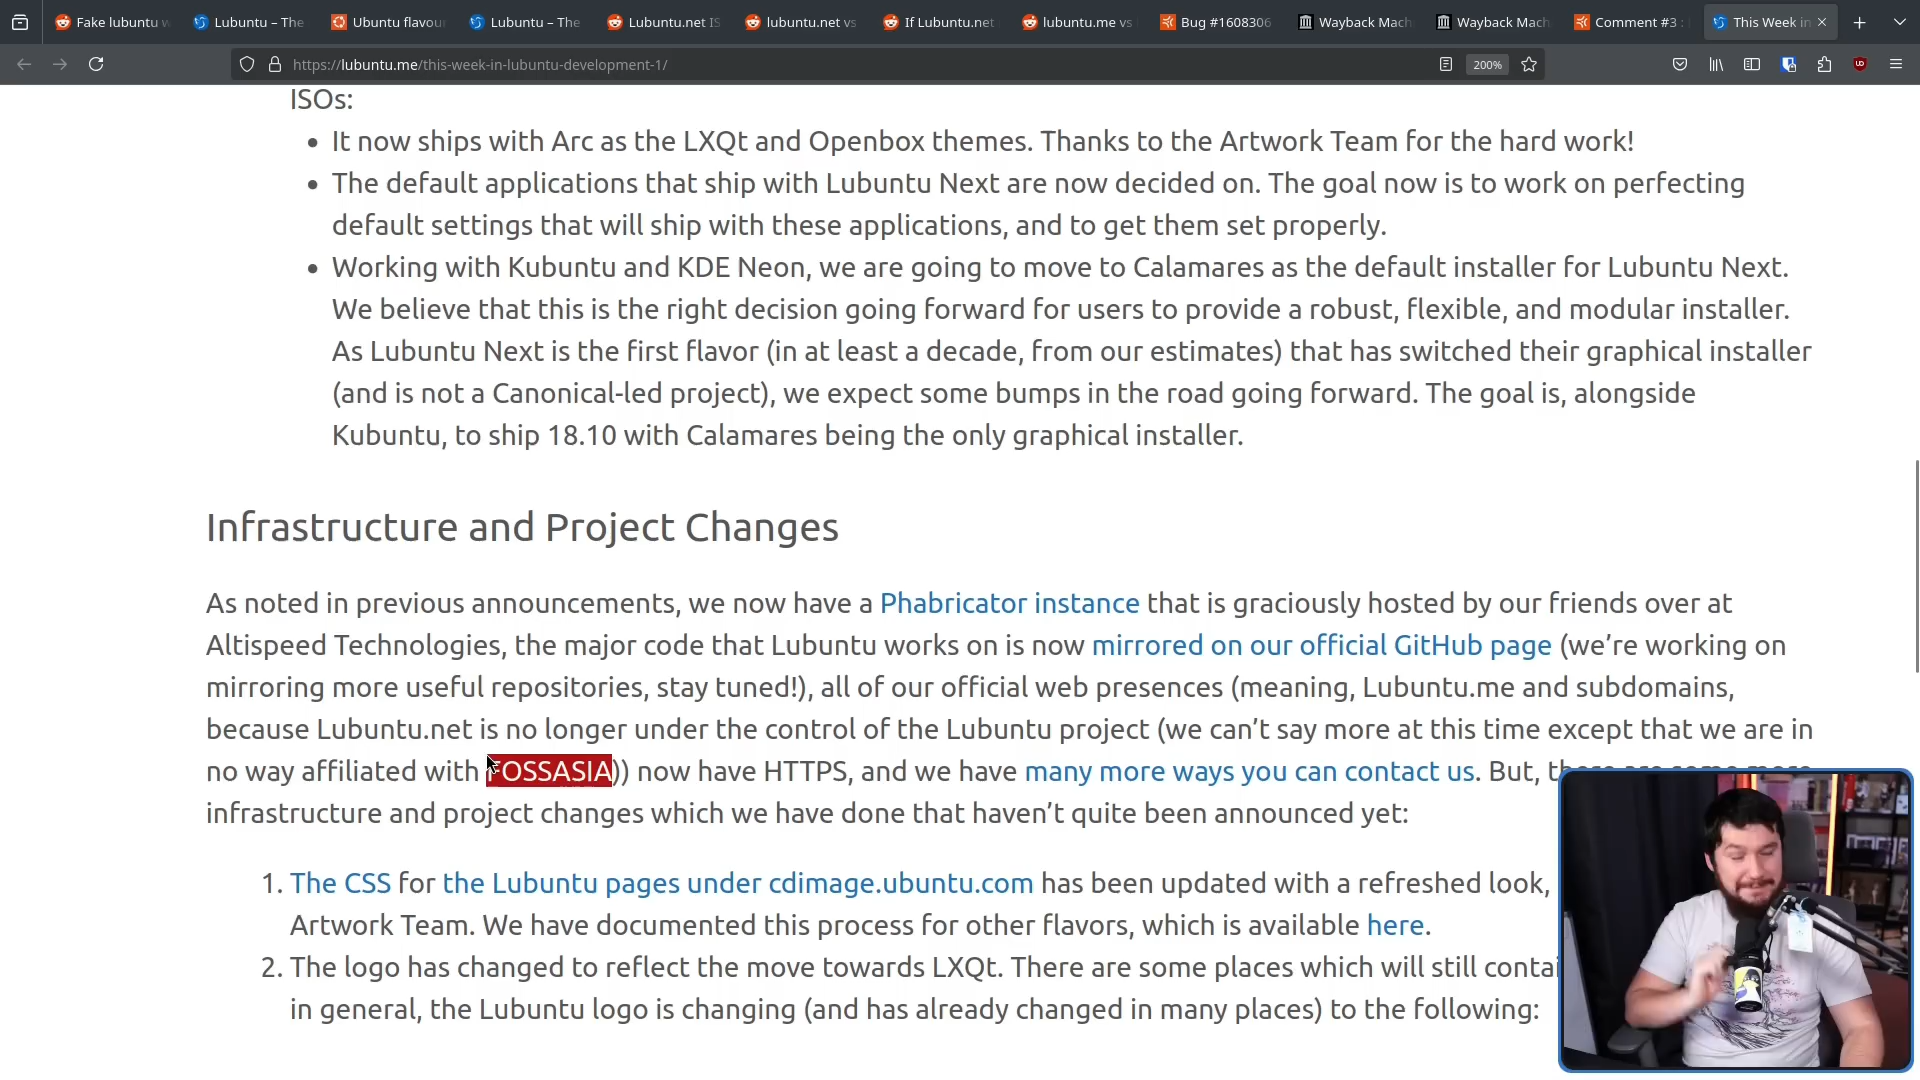 Fake lubuntu w
Lubuntu – The
Ubuntu flavou
Lubuntu – The
Lubuntu.net IS
lubuntu.net vs
If Lubuntu.net
lubuntu.me vs
Bug #1608306
Wayback Mach
Wayback Mach
Comment #3 :
This Week in
https://lubuntu.me/this-week-in-lubuntu-development-1/
200%
ISOs:
• It now ships with Arc as the LXQt and Openbox themes. Thanks to the Artwork Team for the hard work!
• The default applications that ship with Lubuntu Next are now decided on. The goal now is to work on perfecting
default settings that will ship with these applications, and to get them set properly.
• Working with Kubuntu and KDE Neon, we are going to move to Calamares as the default installer for Lubuntu Next.
We believe that this is the right decision going forward for users to provide a robust, flexible, and modular installer.
As Lubuntu Next is the first flavor (in at least a decade, from our estimates) that has switched their graphical installer
(and is not a Canonical-led project), we expect some bumps in the road going forward. The goal is, alongside
Kubuntu, to ship 18.10 with Calamares being the only graphical installer.
Infrastructure and Project Changes
As noted in previous announcements, we now have a Phabricator instance that is graciously hosted by our friends over at
Altispeed Technologies, the major code that Lubuntu works on is now mirrored on our official GitHub page (we’re working on
mirroring more useful repositories, stay tuned!), all of our official web presences (meaning, Lubuntu.me and subdomains,
because Lubuntu.net is no longer under the control of the Lubuntu project (we can’t say more at this time except that we are in
no way affiliated with FOSSASIA)) now have HTTPS, and we have many more ways you can contact us. But, there are some more
infrastructure and project changes which we have done that haven’t quite been announced yet:
1. The CSS for the Lubuntu pages under cdimage.ubuntu.com has been updated with a refreshed look,
Artwork Team. We have documented this process for other flavors, which is available here.
2. The logo has changed to reflect the move towards LXQt. There are some places which will still contai
in general, the Lubuntu logo is changing (and has already changed in many places) to the following: